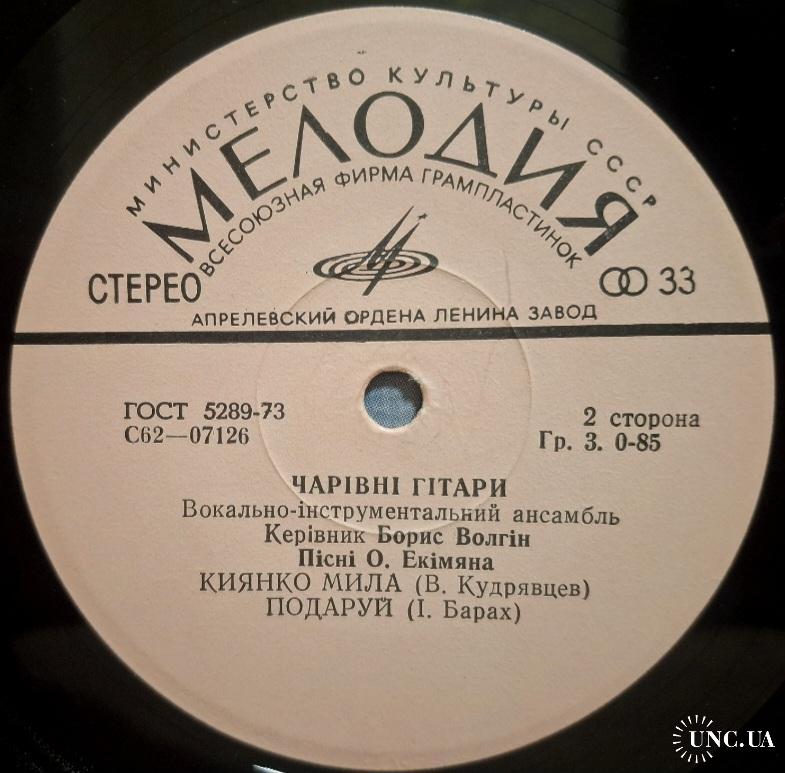 МИНИСТЕРСТВО КУЛЬТУРЫ СССР
МЕЛОДИЯ
ВСЕСОЮЗНАЯ ФИРМА ГРАМПЛАСТИНОК
СТЕРЕО
33
АПРЕЛЕВСКИЙ ОРДЕНА ЛЕНИНА ЗАВОД
ГОСТ 5289-73
С62—07126
2 сторона
Гр. 3. 0-85
ЧАРІВНІ ГІТАРИ
Вокально-інструментальний ансамбль
Керівник Борис Волгін
Пісні О. Екімяна
КИЯНКО МИЛА (В. Кудрявцев)
ПОДАРУЙ (І. Барах)
UNC.UA